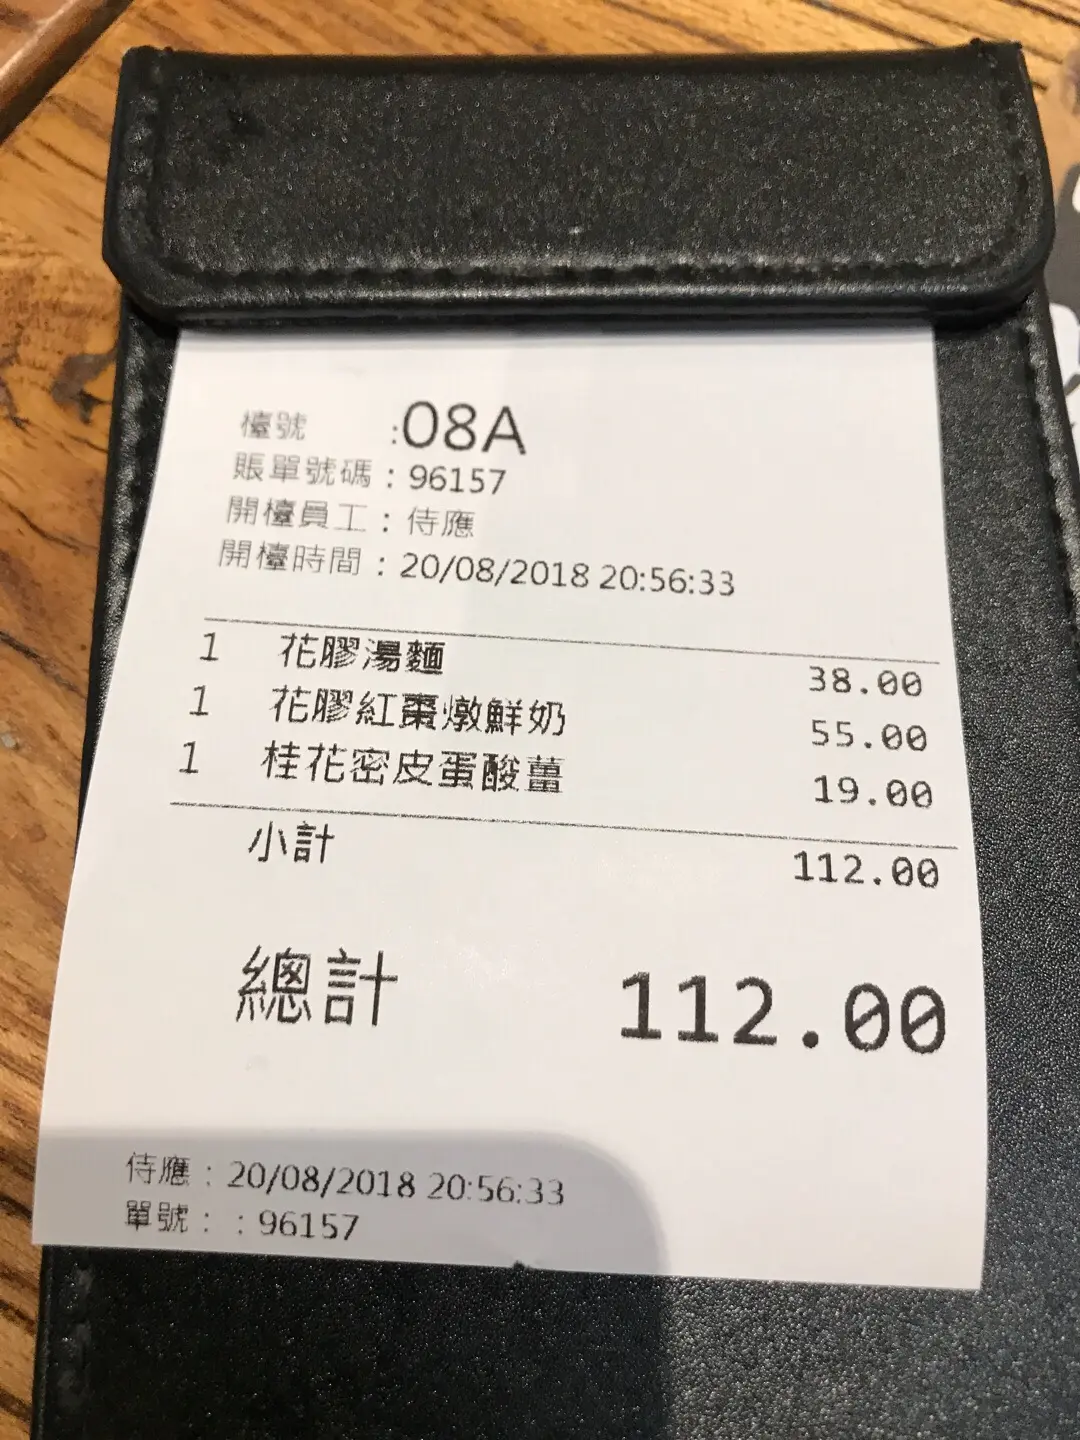 檯號 :08A
賬單號碼：96157
開檯員工：侍應
開檯時間：20/08/2018 20:56:33
1 花膠湯麵 38.00
1 花膠紅棗燉鮮奶 55.00
1 桂花密皮蛋酸薑 19.00
小計 112.00
總計 112.00
侍應：20/08/2018 20:56:33
單號：：96157